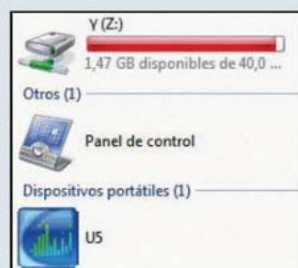 Y (Z:)
1,47 GB disponibles de 40,0 ...
Otros (1)
Panel de control
Dispositivos portátiles (1)
U5